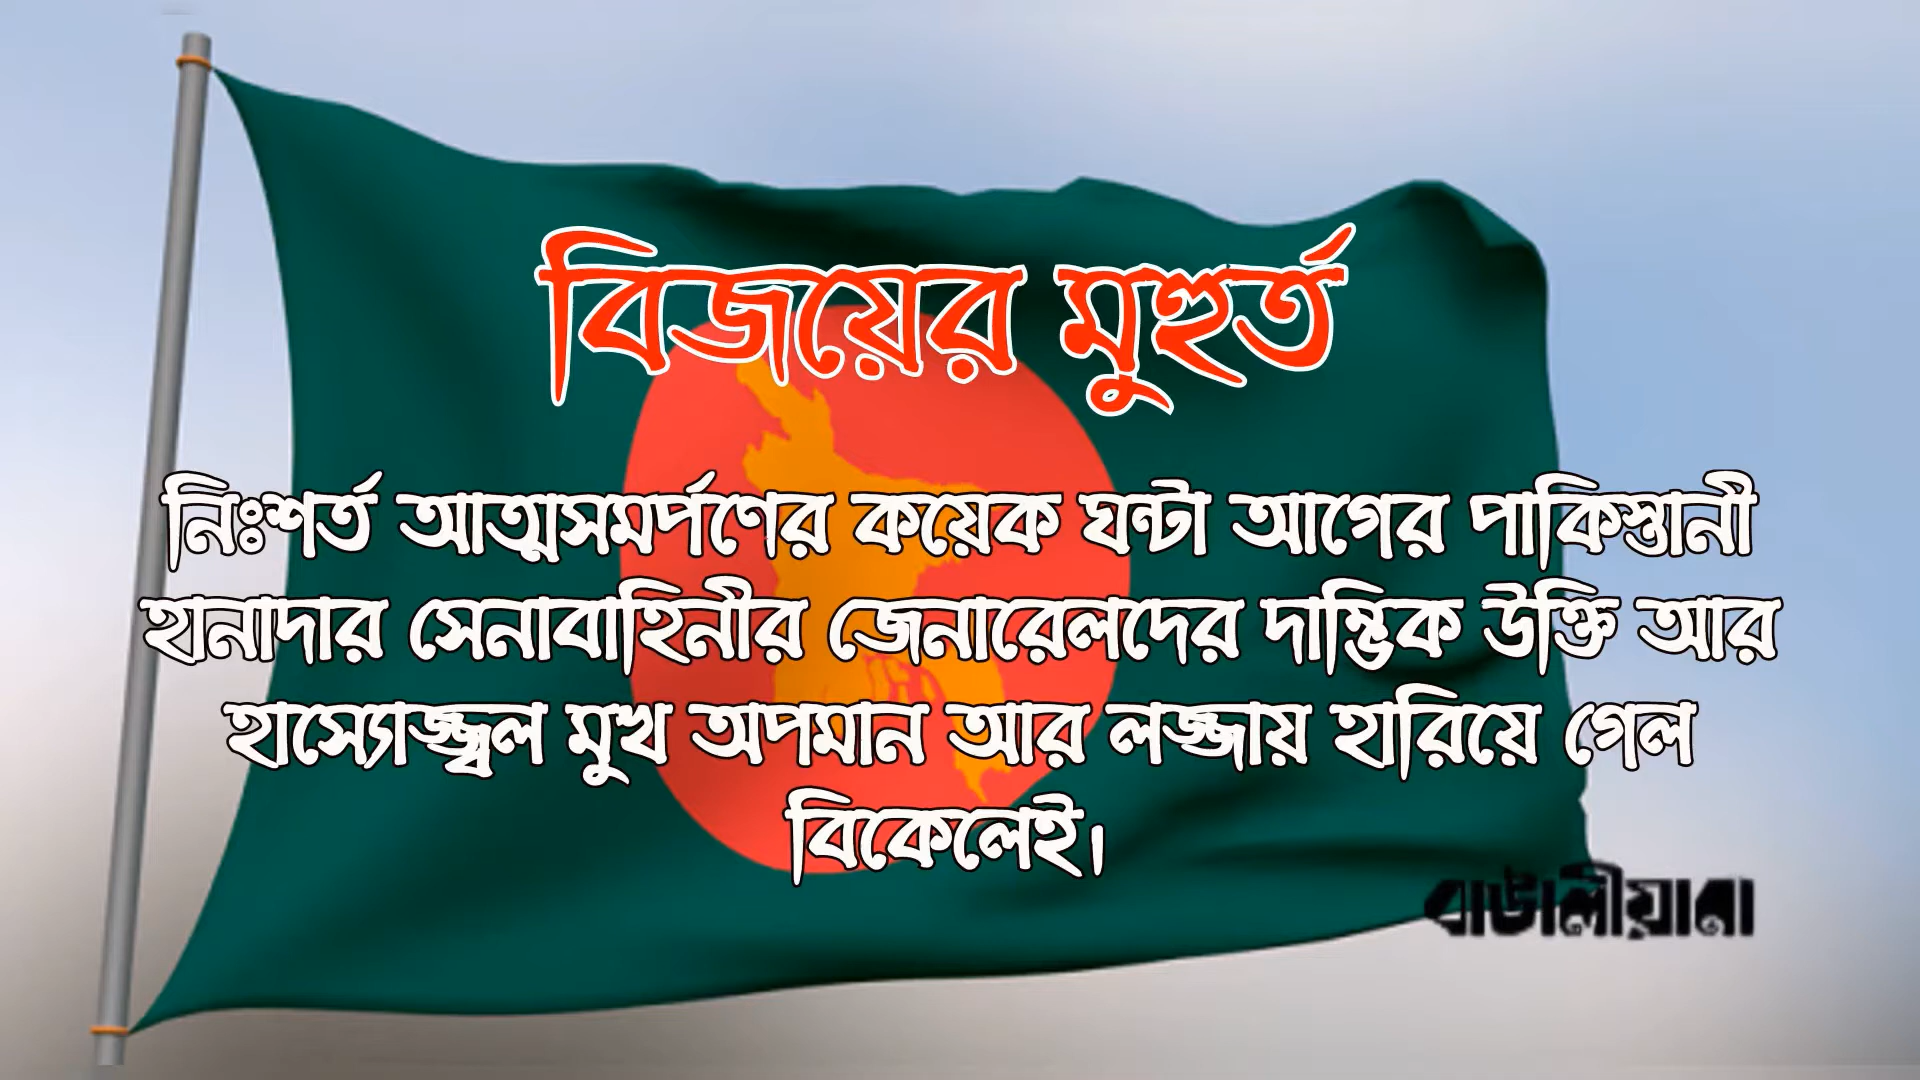 বিজয়ের মুহুর্ত
নিঃশর্ত আত্মসমর্পণের কয়েক ঘন্টা আগের পাকিস্তানী
হানাদার সেনাবাহিনীর জেনারেলদের দাম্ভিক উক্তি আর
হাস্যোজ্জ্বল মুখ অপমান আর লজ্জায় হারিয়ে গেল
বিকেলেই।